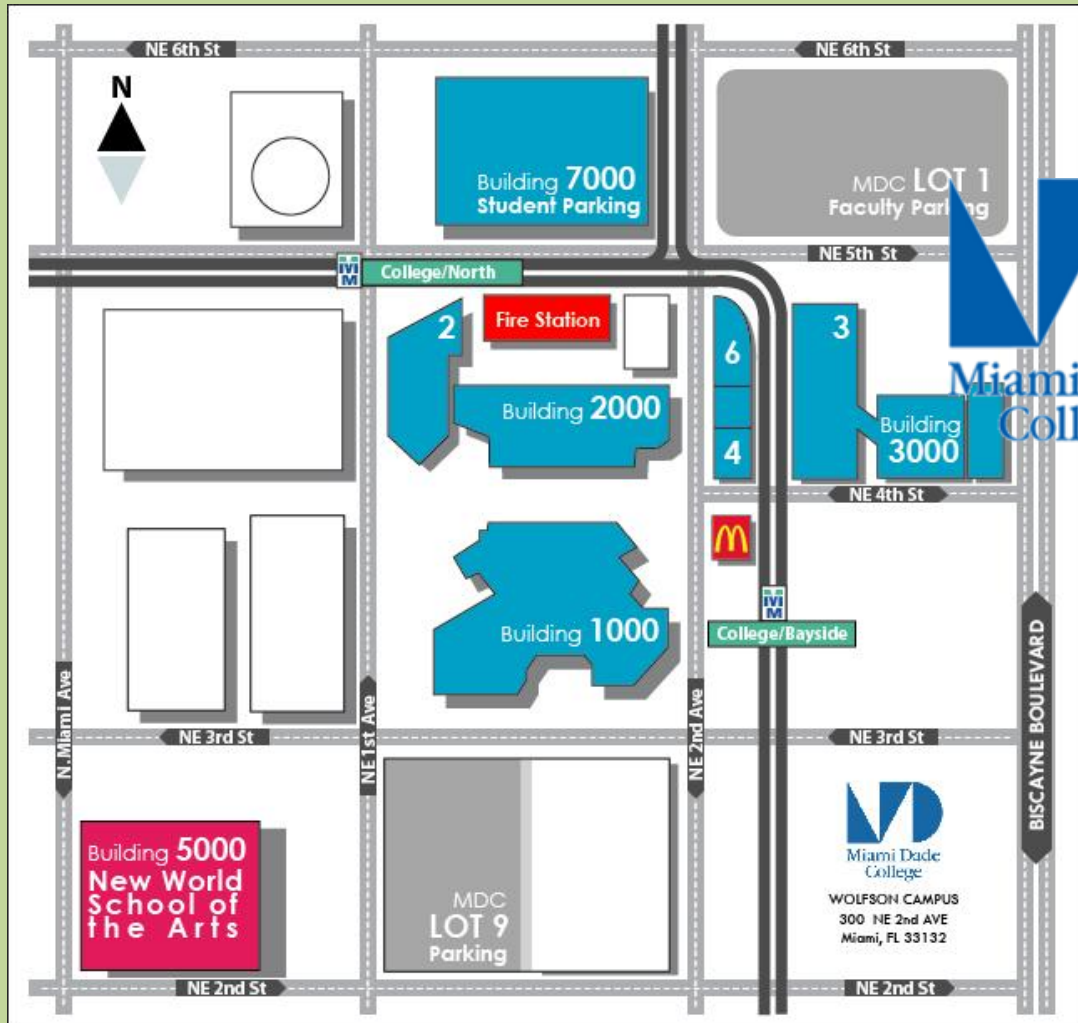 NE 6th St
NE 6th St
N
Building 7000
Student Parking
MDC LOT 1
Faculty Parking
NE 5th St
M
College/North
2
Fire Station
6
3
Miami
Coll
Building 2000
Building
3000
4
NE 4th St
M
Building 1000
M
College/Bayside
N.Miami Ave
NE 1st Ave
NE 2nd Ave
BISCAYNE BOULEVARD
NE 3rd St
NE 3rd St
Building 5000
New World
School of
the Arts
MDC
LOT 9
Parking
Miami Dade
College
WOLFSON CAMPUS
300 NE 2nd AVE
Miami, FL 33132
NE 2nd St
NE 2nd St